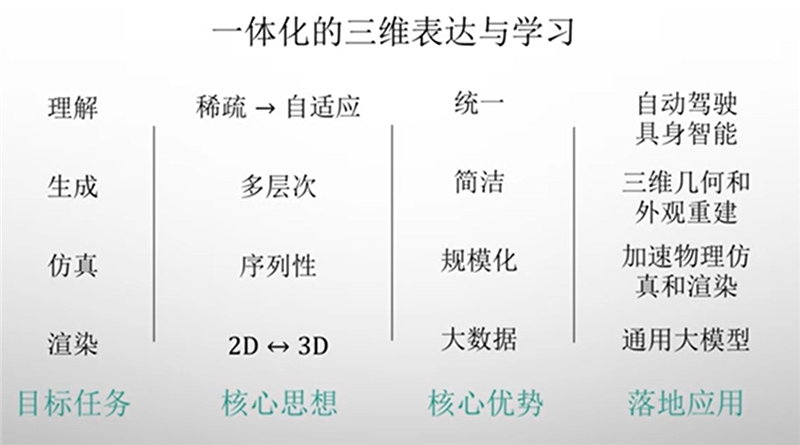 一体化的三维表达与学习
理解
稀疏 → 自适应
统一
自动驾驶
具身智能
生成
多层次
简洁
三维几何和
外观重建
仿真
序列性
规模化
加速物理仿
真和渲染
渲染
2D ↔ 3D
大数据
通用大模型
目标任务
核心思想
核心优势
落地应用